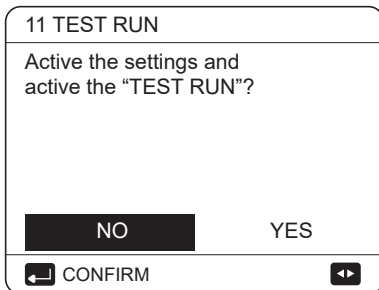 11 TEST RUN
Active the settings and
active the “TEST RUN”?
NO YES
CONFIRM